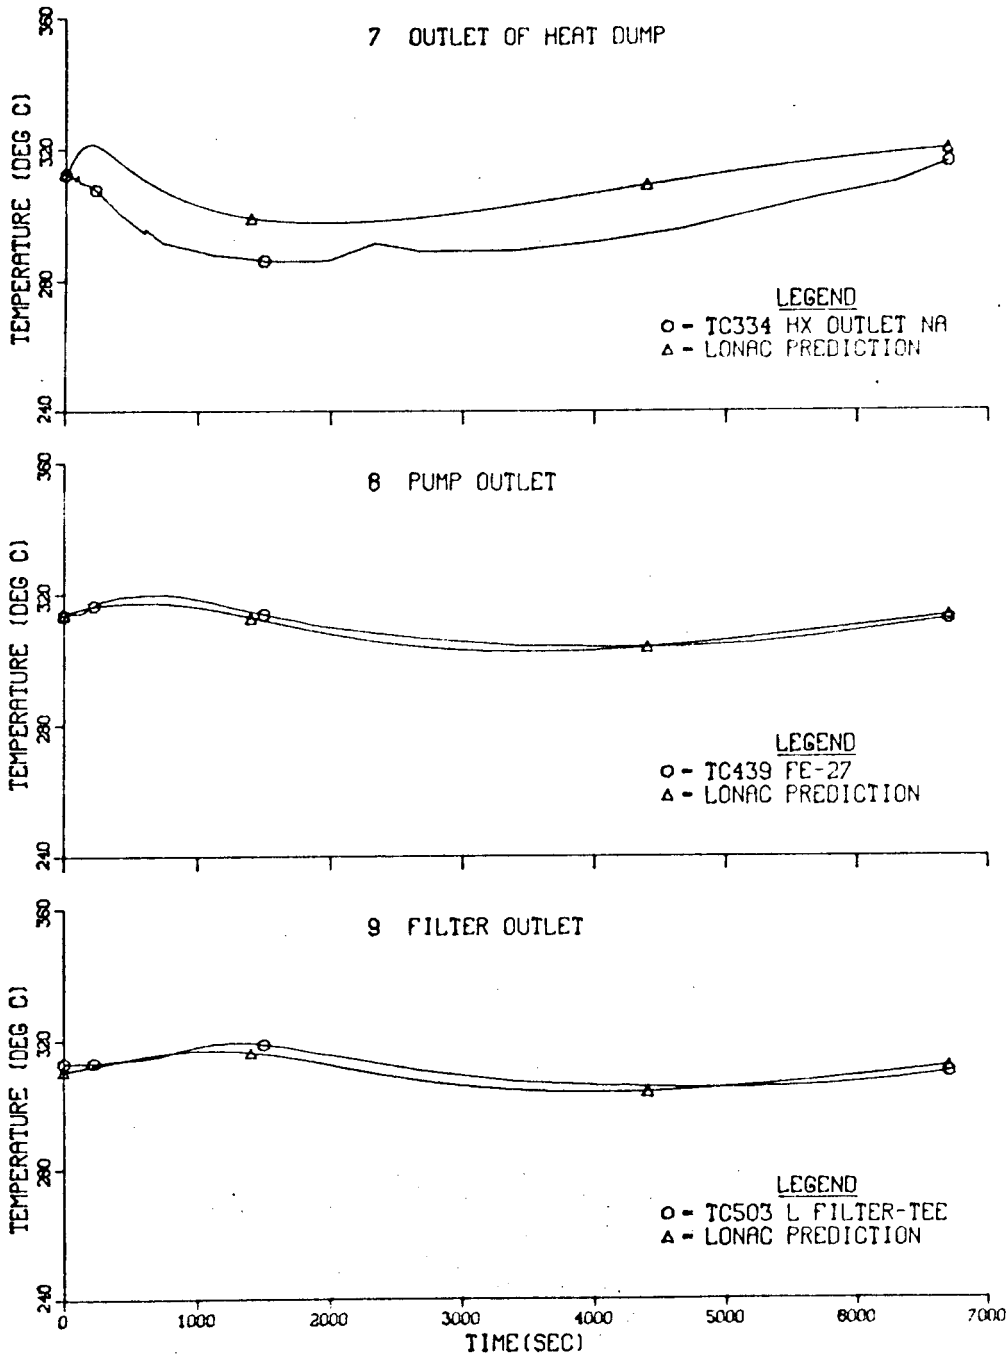 7 OUTLET OF HEAT DUMP
TEMPERATURE (DEG C)
360
320
280
240
LEGEND
O - TC334 HX OUTLET NA
△ - LONAC PREDICTION
8 PUMP OUTLET
TEMPERATURE (DEG C)
360
320
280
240
LEGEND
O - TC439 FE-27
△ - LONAC PREDICTION
9 FILTER OUTLET
TEMPERATURE (DEG C)
360
320
280
240
LEGEND
O - TC503 L FILTER-TEE
△ - LONAC PREDICTION
0 1000 2000 3000 4000 5000 6000 7000
TIME(SEC)